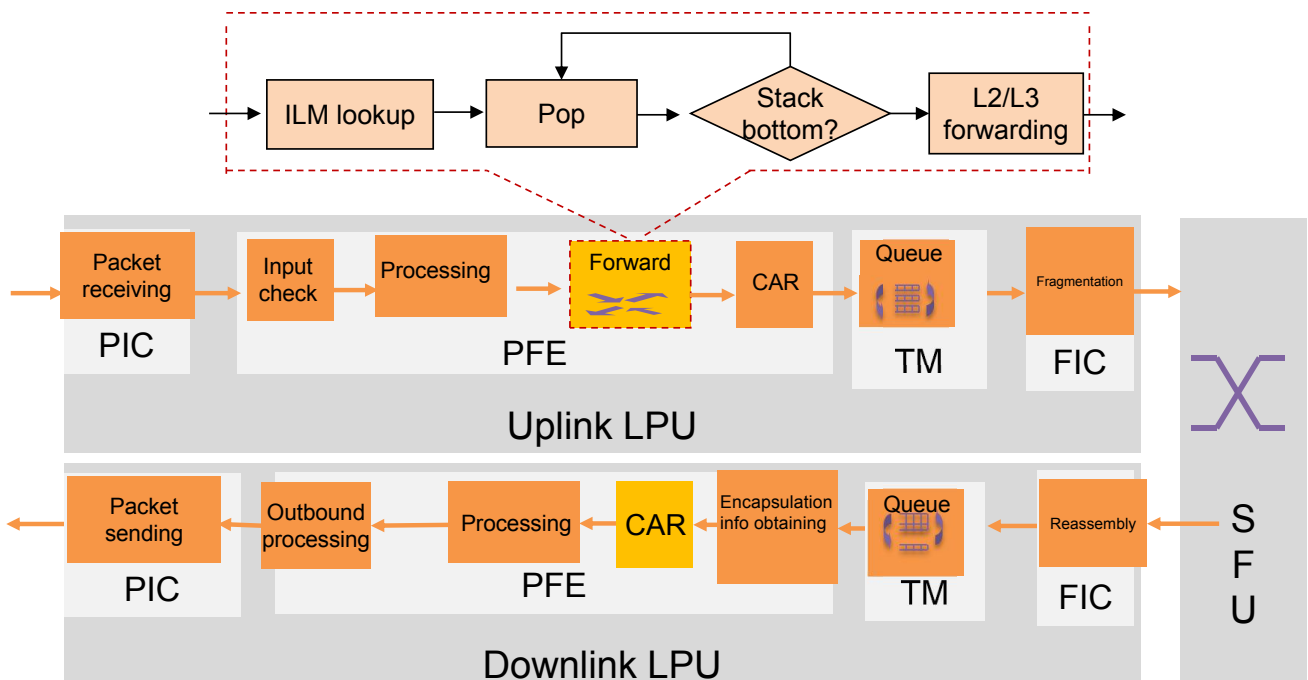 ILM lookup
Pop
Stack
bottom?
L2/L3
forwarding
Packet
receiving
PIC
Input
check
Processing
Forward
CAR
PFE
Queue
TM
Fragmentation
FIC
Uplink LPU
Packet
sending
PIC
Outbound
processing
Processing
CAR
Encapsulation
info obtaining
PFE
Queue
TM
Reassembly
FIC
Downlink LPU
S
F
U